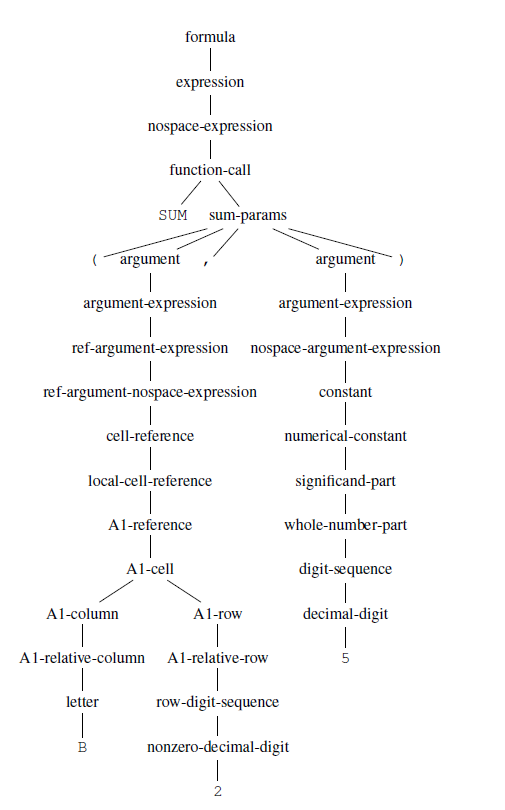 formula
expression
nospace-expression
function-call
SUM sum-params
( argument , argument )
argument-expression argument-expression
ref-argument-expression nospace-argument-expression
ref-argument-nospace-expression constant
cell-reference numerical-constant
local-cell-reference significand-part
A1-reference whole-number-part
A1-cell digit-sequence
A1-column A1-row decimal-digit
A1-relative-column A1-relative-row 5
letter row-digit-sequence
B nonzero-decimal-digit
2